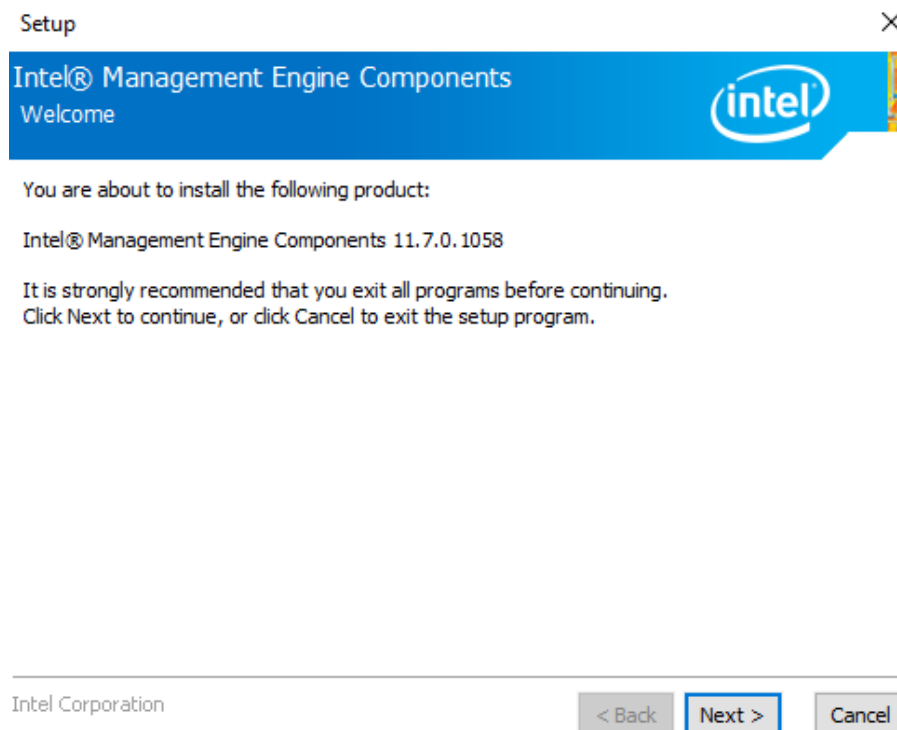 Setup
Intel® Management Engine Components
Welcome
intel
You are about to install the following product:
Intel® Management Engine Components 11.7.0.1058
It is strongly recommended that you exit all programs before continuing.
Click Next to continue, or click Cancel to exit the setup program.
Intel Corporation
< Back Next > Cancel